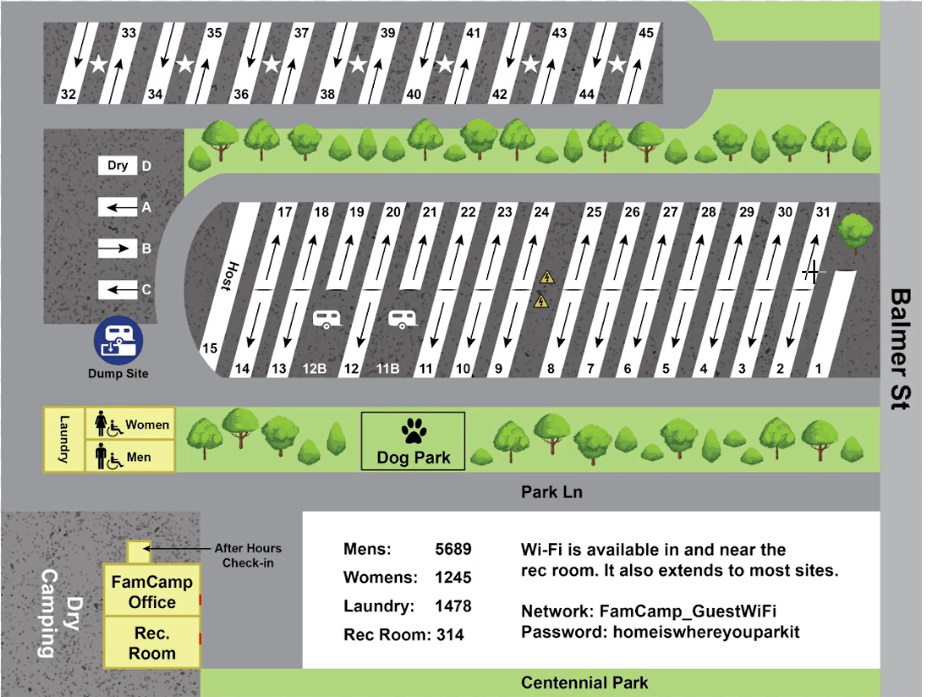 33 35 37 39 41 43 45
32 34 36 38 40 42 44
Dry D
A
B
C
Dump Site
17 18 19 20 21 22 23 24 25 26 27 28 29 30 31
Host
15
14 13 12B 12 11B 11 10 9 8 7 6 5 4 3 2 1
Balmer St
Laundry
Women
Men
Dog Park
Park Ln
After Hours
Check-in
FamCamp
Office
Rec.
Room
Dry
Camping
Mens: 5689
Womens: 1245
Laundry: 1478
Rec Room: 314
Wi-Fi is available in and near the
rec room. It also extends to most sites.
Network: FamCamp_GuestWiFi
Password: homeiswhereyouparkit
Centennial Park